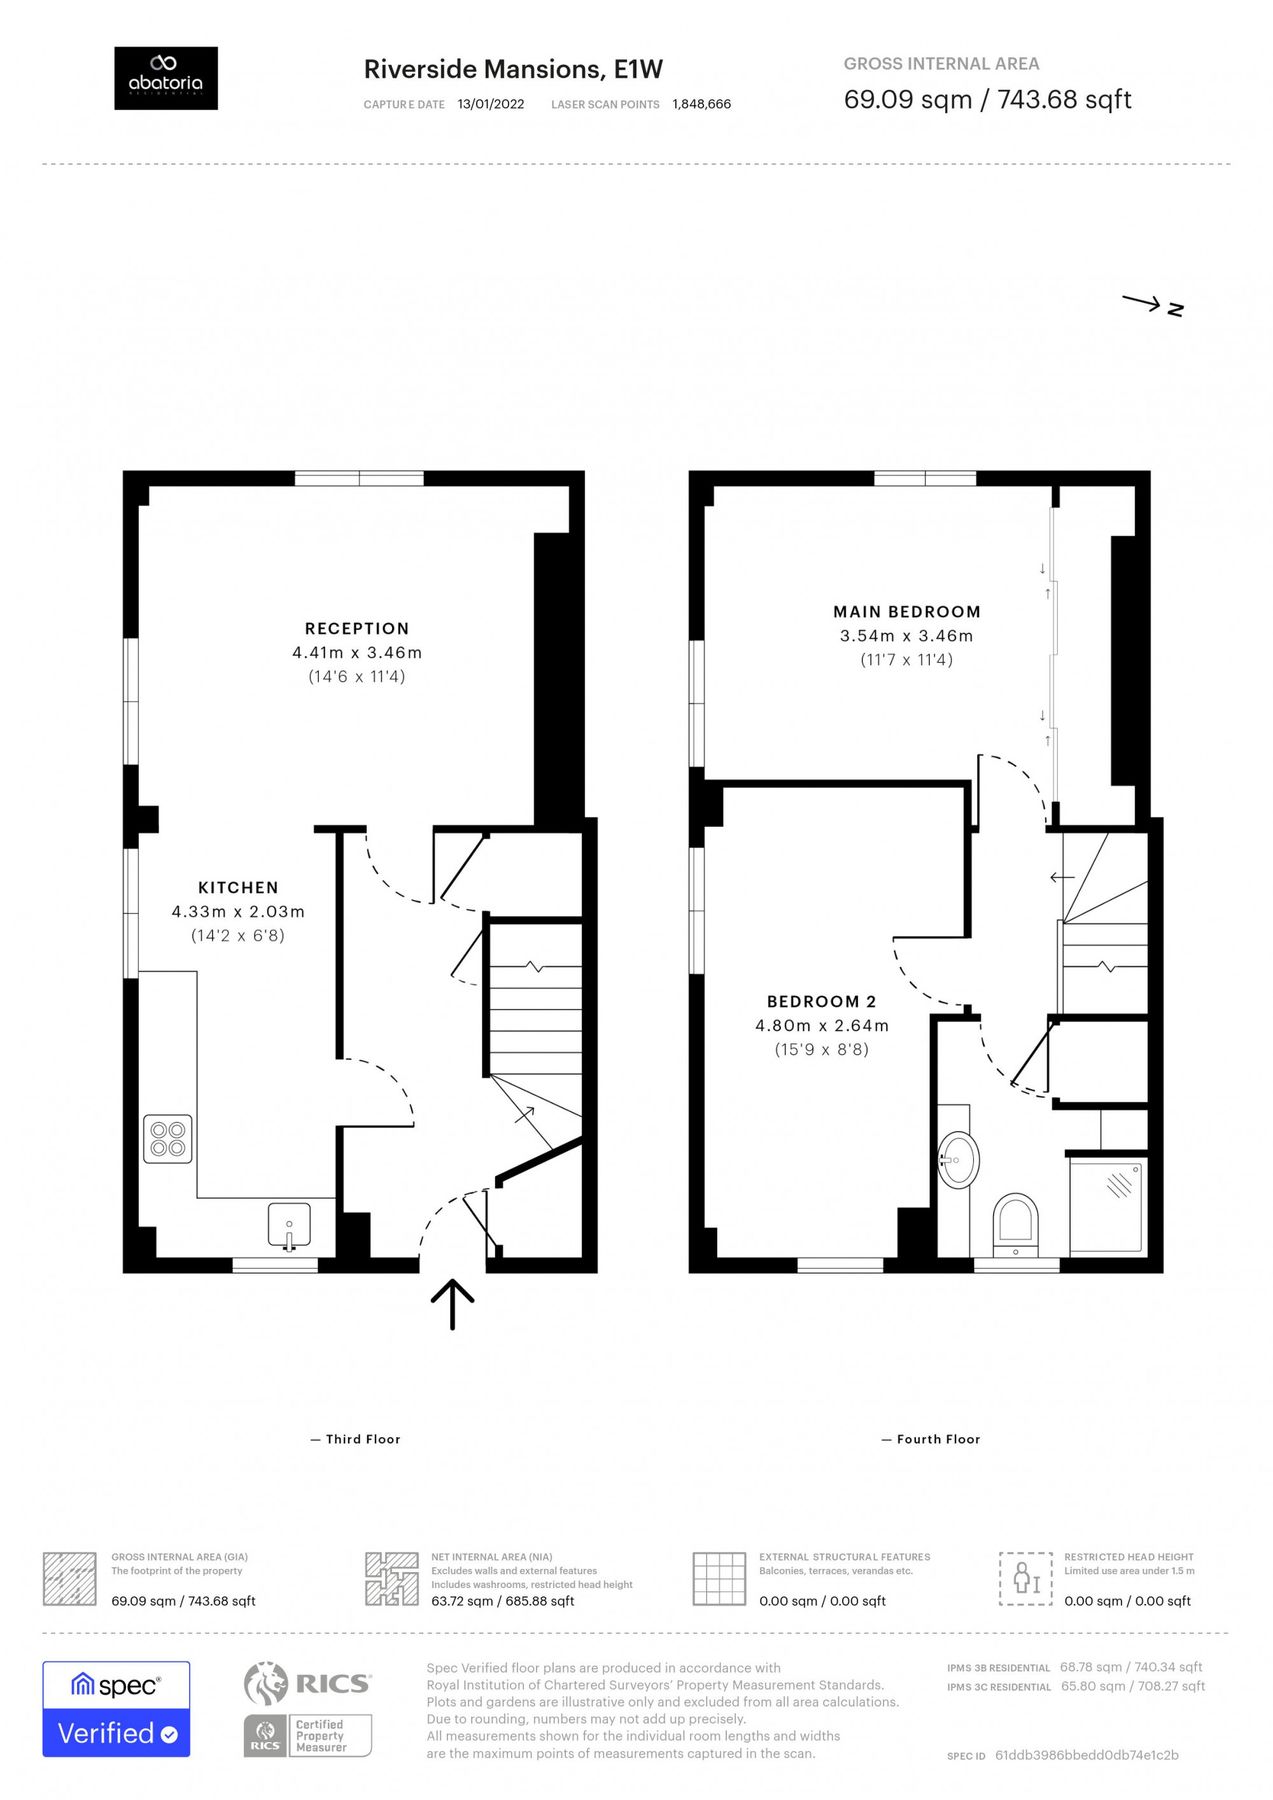 abatoria
RESIDENTIAL
Riverside Mansions, E1W
CAPTURE DATE 13/01/2022 LASER SCAN POINTS 1,848,666
GROSS INTERNAL AREA
69.09 sqm / 743.68 sqft
N
RECEPTION
4.41m x 3.46m
(14'6 x 11'4)
KITCHEN
4.33m x 2.03m
(14'2 x 6'8)
MAIN BEDROOM
3.54m x 3.46m
(11'7 x 11'4)
BEDROOM 2
4.80m x 2.64m
(15'9 x 8'8)
— Third Floor
— Fourth Floor
GROSS INTERNAL AREA (GIA)
The footprint of the property
69.09 sqm / 743.68 sqft
NET INTERNAL AREA (NIA)
Excludes walls and external features
Includes washrooms, restricted head height
63.72 sqm / 685.88 sqft
EXTERNAL STRUCTURAL FEATURES
Balconies, terraces, verandas etc.
0.00 sqm / 0.00 sqft
RESTRICTED HEAD HEIGHT
Limited use area under 1.5 m
0.00 sqm / 0.00 sqft
spec®
Verified
RICS
RICS
Certified
Property
Measurer
Spec Verified floor plans are produced in accordance with
Royal Institution of Chartered Surveyors' Property Measurement Standards.
Plots and gardens are illustrative only and excluded from all area calculations.
Due to rounding, numbers may not add up precisely.
All measurements shown for the individual room lengths and widths
are the maximum points of measurements captured in the scan.
IPMS 3B RESIDENTIAL 68.78 sqm / 740.34 sqft
IPMS 3C RESIDENTIAL 65.80 sqm / 708.27 sqft
SPEC ID 61ddb3986bbedd0db74e1c2b